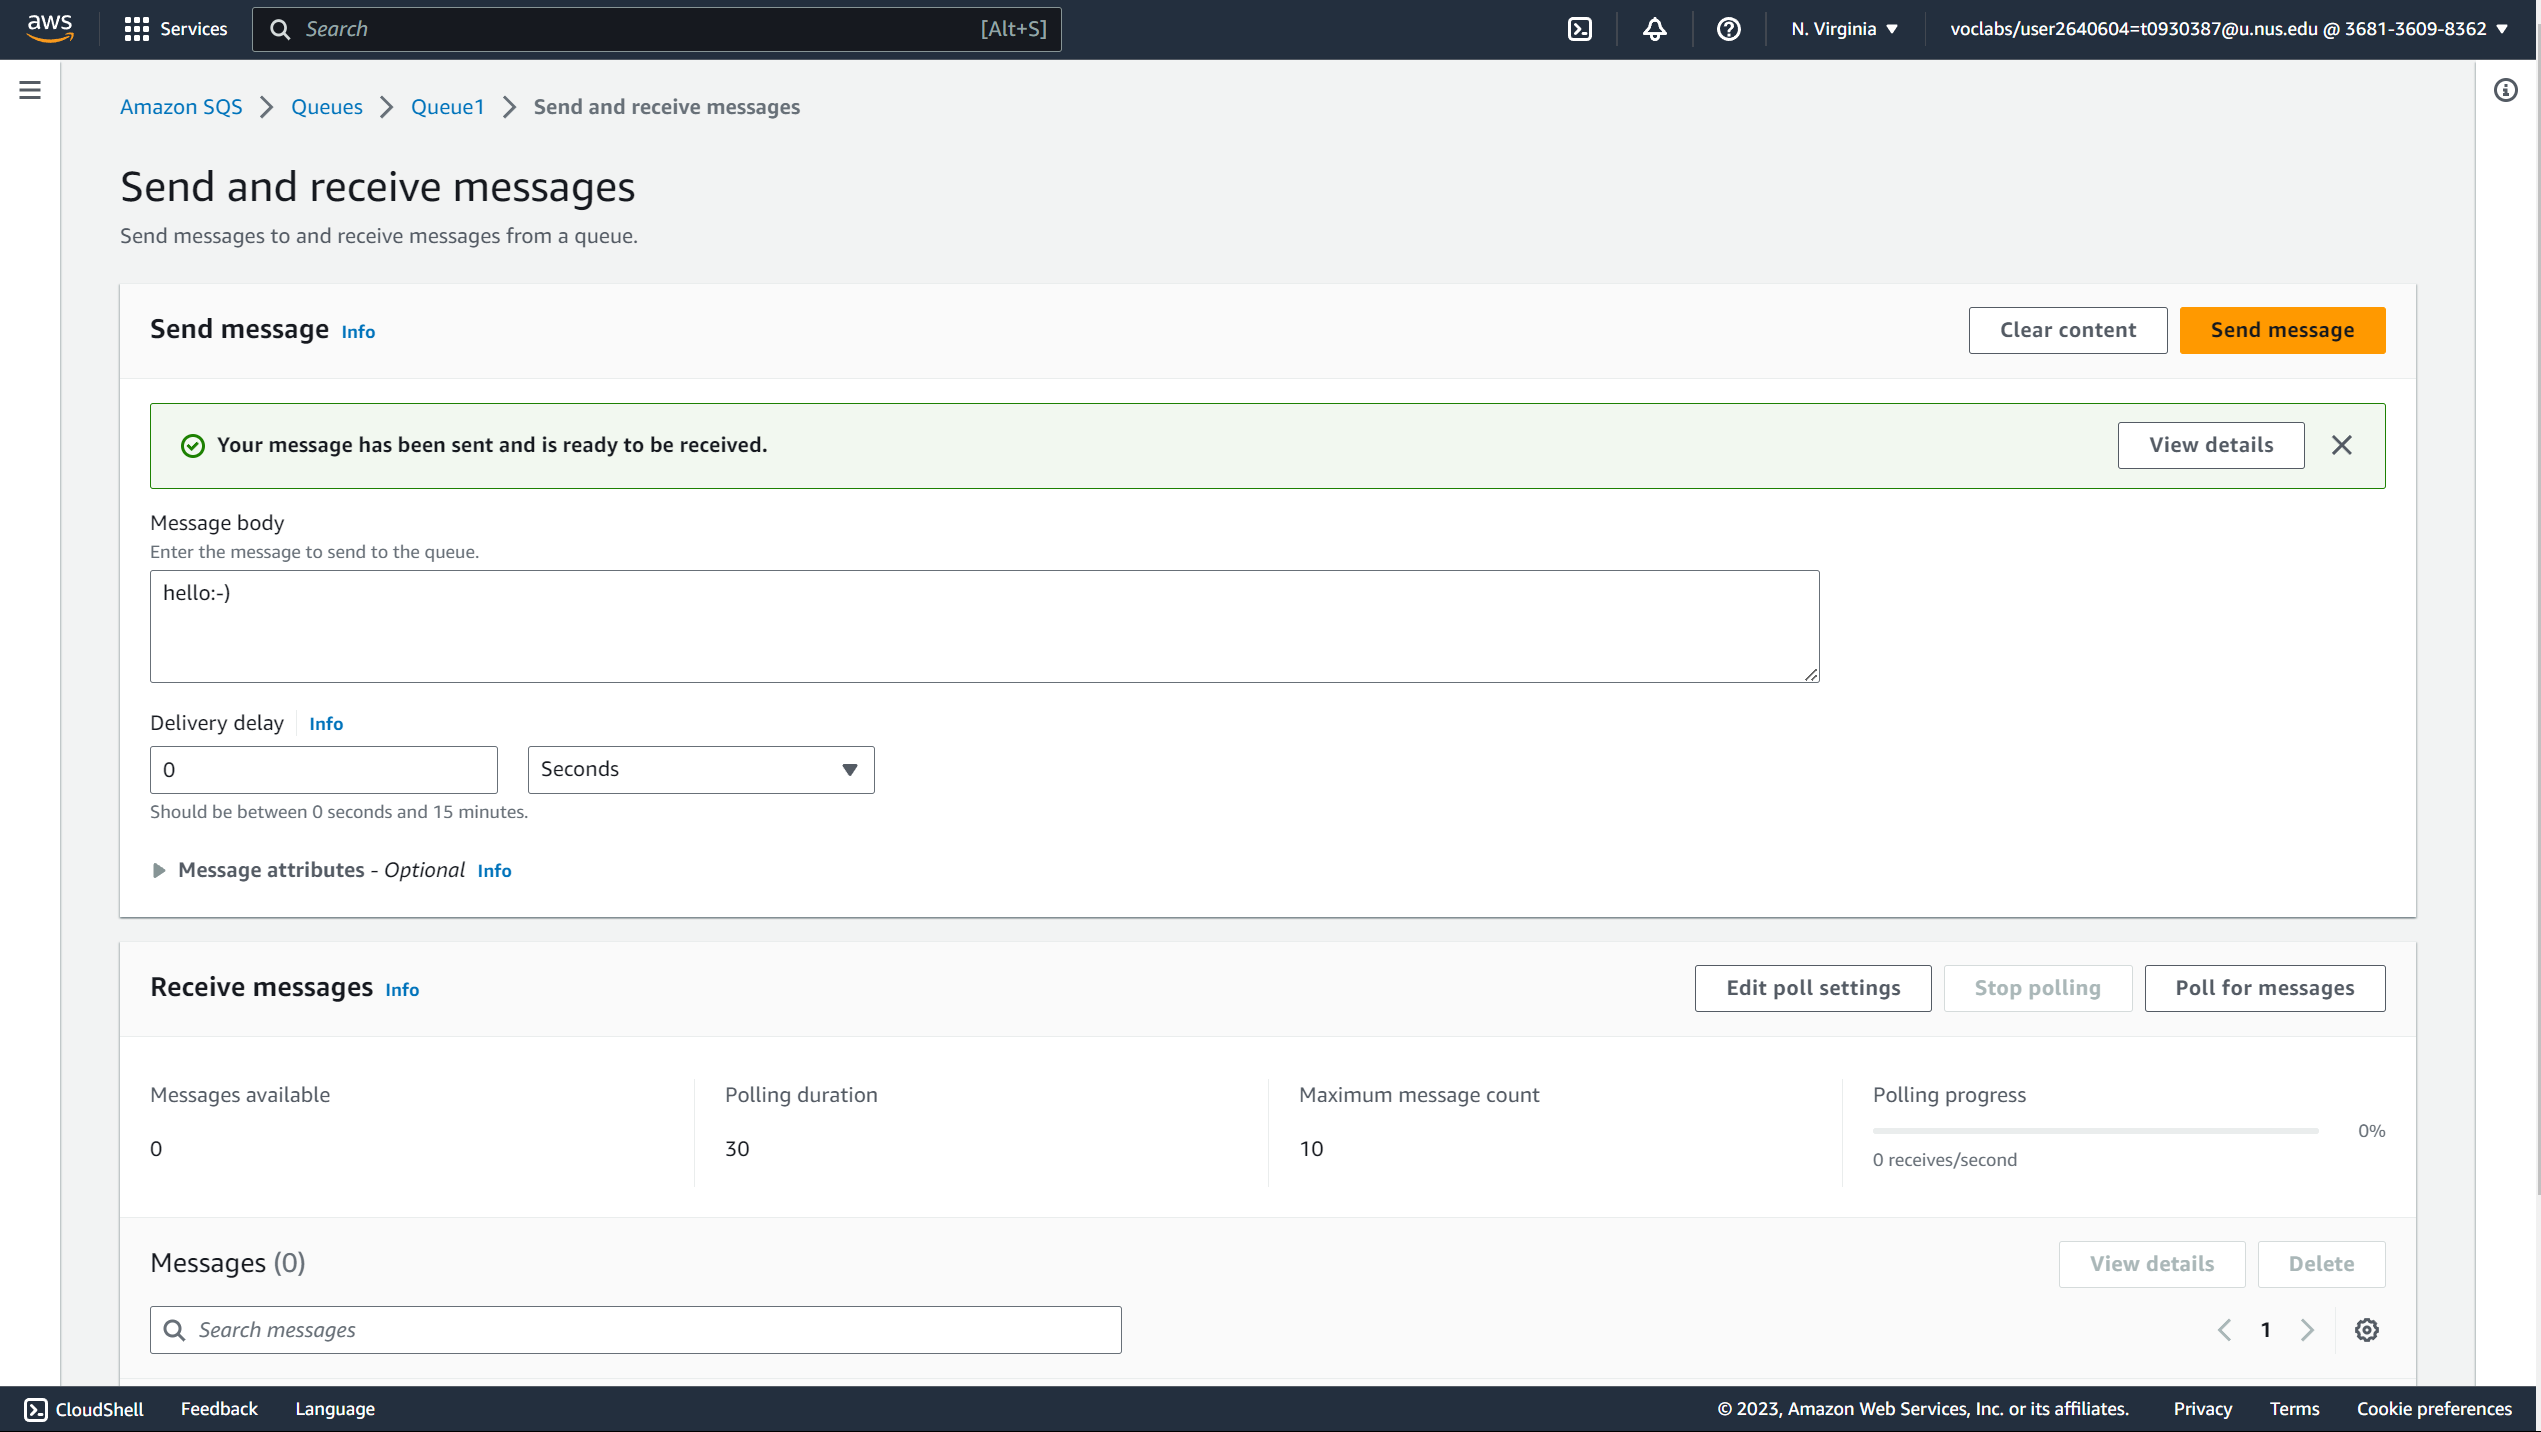 aws Services Search [Alt+S] N. Virginia voclabs/user2640604=t0930387@u.nus.edu @ 3681-3609-8362
Amazon SQS Queues Queue1 Send and receive messages
Send and receive messages
Send messages to and receive messages from a queue.
Send message Info Clear content Send message
Your message has been sent and is ready to be received. View details
Message body
Enter the message to send to the queue.
hello:-)
Delivery delay Info
0 Seconds
Should be between 0 seconds and 15 minutes.
Message attributes - Optional Info
Receive messages Info Edit poll settings Stop polling Poll for messages
Messages available Polling duration Maximum message count Polling progress
0 30 10 0%
0 receives/second
Messages (0) View details Delete
Search messages 1
CloudShell Feedback Language © 2023, Amazon Web Services, Inc. or its affiliates. Privacy Terms Cookie preferences